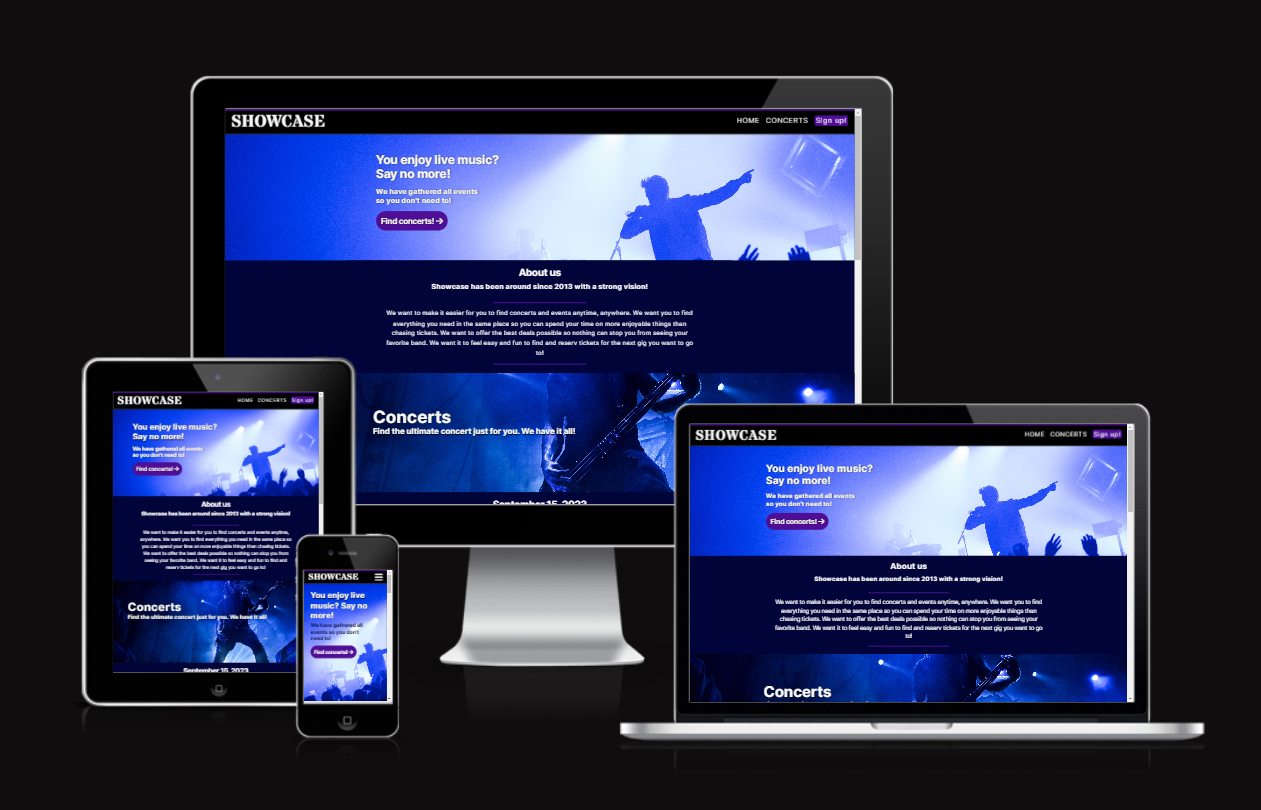 SHOWCASE
HOME CONCERTS Sign up!
You enjoy live music?
Say no more!
We have gathered all events
so you don't need to!
Find concerts! →
About us
Showcase has been around since 2013 with a strong vision!
We want to make it easier for you to find concerts and events anytime, anywhere. We want you to find
everything you need in the same place so you can spend your time on more enjoyable things than
chasing tickets. We want to offer the best deals possible so nothing can stop you from seeing your
favorite band. We want it to feel easy and fun to find and reserv tickets for the next gig you want to go
to!
Concerts
Find the ultimate concert just for you. We have it all!
September 15, 2023
SHOWCASE
HOME CONCERTS Sign up!
You enjoy live music?
Say no more!
We have gathered all events
so you don't need to!
Find concerts! →
About us
Showcase has been around since 2013 with a strong vision!
We want to make it easier for you to find concerts and events anytime,
anywhere. We want you to find everything you need in the same place so
you can spend your time on more enjoyable things than chasing tickets.
We want to offer the best deals possible so nothing can stop you from
seeing your favorite band. We want it to feel easy and fun to find and
reserv tickets for the next gig you want to go to!
Concerts
Find the ultimate concert just for you. We have it all!
September 15, 2023
SHOWCASE
You enjoy live
music? Say no
more!
We have gathered all
events so you don't
need to!
Find concerts! →
SHOWCASE
HOME CONCERTS Sign up!
You enjoy live music?
Say no more!
We have gathered all events
so you don't need to!
Find concerts! →
About us
Showcase has been around since 2013 with a strong vision!
We want to make it easier for you to find concerts and events anytime, anywhere. We want you to find
everything you need in the same place so you can spend your time on more enjoyable things than
chasing tickets. We want to offer the best deals possible so nothing can stop you from seeing your
favorite band. We want it to feel easy and fun to find and reserv tickets for the next gig you want to go
to!
Concerts